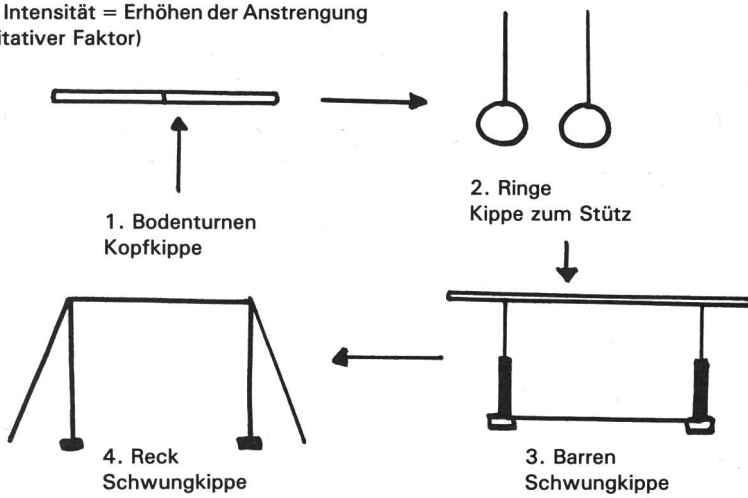 Intensität = Erhöhen der Anstrengung
itativer Faktor)
1. Bodenturnen
Kopfkippe
2. Ringe
Kippe zum Stütz
3. Barren
Schwungkippe
4. Reck
Schwungkippe